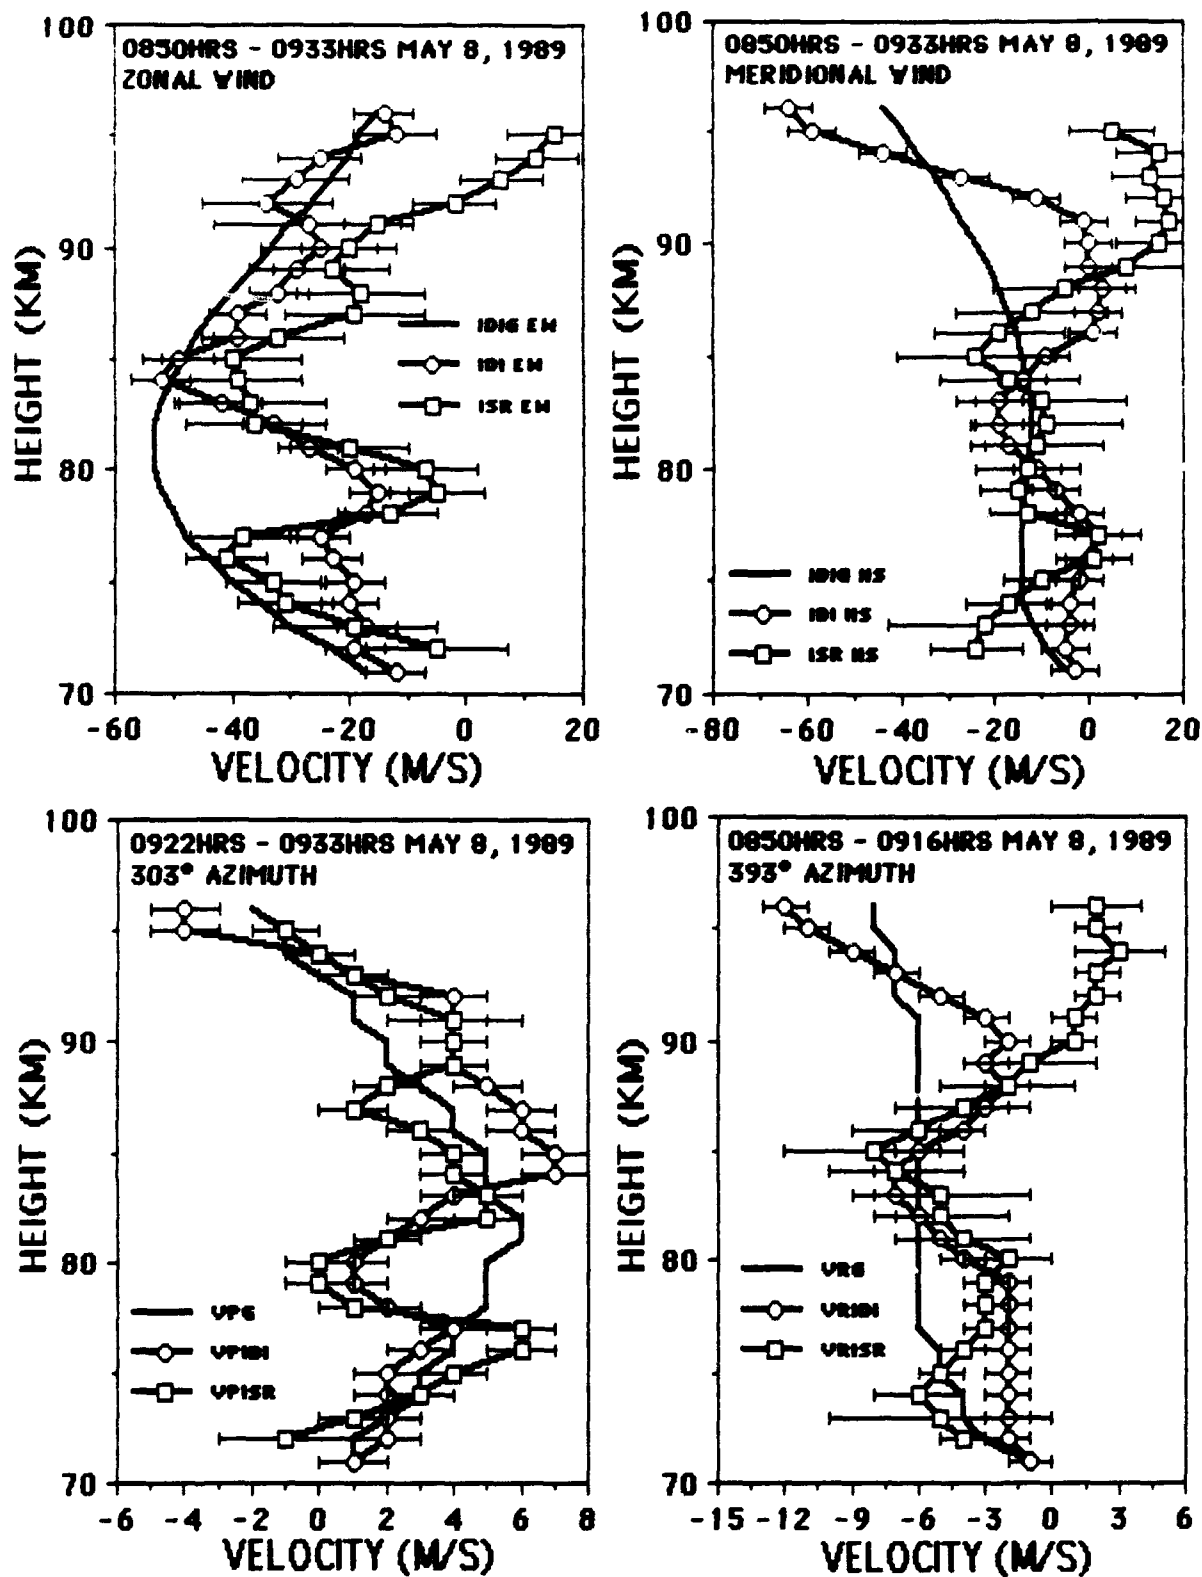 100
0850HRS - 0933HRS MAY 8, 1989
ZONAL WIND
90
80
70
HEIGHT (KM)
IDIG EW
IDI EW
ISR EW
-60 -40 -20 0 20
VELOCITY (M/S)
100
0850HRS - 0933HRS MAY 8, 1989
MERIDIONAL WIND
90
80
70
HEIGHT (KM)
IDIG NS
IDI NS
ISR NS
-80 -60 -40 -20 0 20
VELOCITY (M/S)
100
0922HRS - 0933HRS MAY 8, 1989
303° AZIMUTH
90
80
70
HEIGHT (KM)
VPG
VPIDI
VPISR
-6 -4 -2 0 2 4 6 8
VELOCITY (M/S)
100
0850HRS - 0916HRS MAY 8, 1989
393° AZIMUTH
90
80
70
HEIGHT (KM)
VRG
VRIDI
VRISR
-15 -12 -9 -6 -3 0 3 6
VELOCITY (M/S)